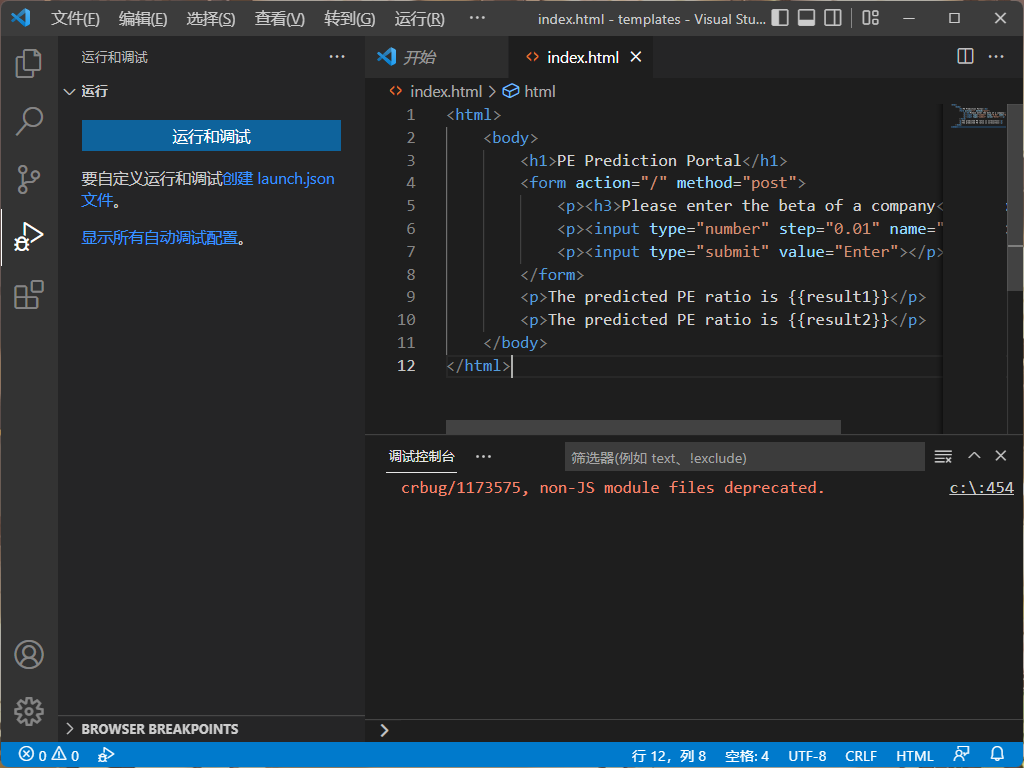 文件(F) 编辑(E) 选择(S) 查看(V) 转到(G) 运行(R) ··· index.html - templates - Visual Stu...
运行和调试 ···
运行
运行和调试
要自定义运行和调试创建 launch.json
文件。
显示所有自动调试配置。
BROWSER BREAKPOINTS
开始 index.html
index.html > html
1 <html>
2 <body>
3 <h1>PE Prediction Portal</h1>
4 <form action="/" method="post">
5 <p><h3>Please enter the beta of a company<
6 <p><input type="number" step="0.01" name="
7 <p><input type="submit" value="Enter"></p>
8 </form>
9 <p>The predicted PE ratio is {{result1}}</p>
10 <p>The predicted PE ratio is {{result2}}</p>
11 </body>
12 </html>
调试控制台 ··· 筛选器(例如 text、!exclude)
crbug/1173575, non-JS module files deprecated. c:\:454
0 0 行 12，列 8 空格: 4 UTF-8 CRLF HTML